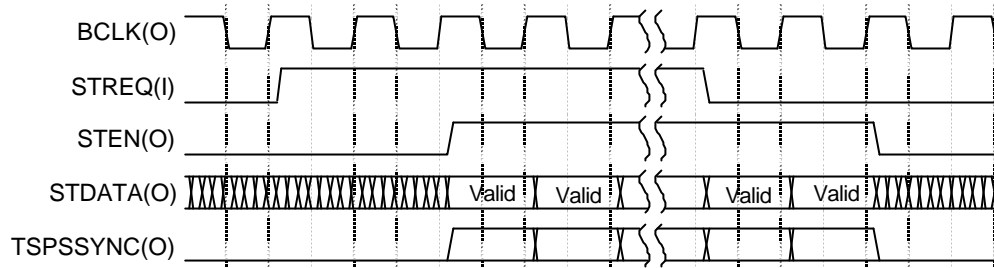 BCLK(O)
STREQ(I)
STEN(O)
STDATA(O) Valid Valid Valid Valid
TSPSSYNC(O)